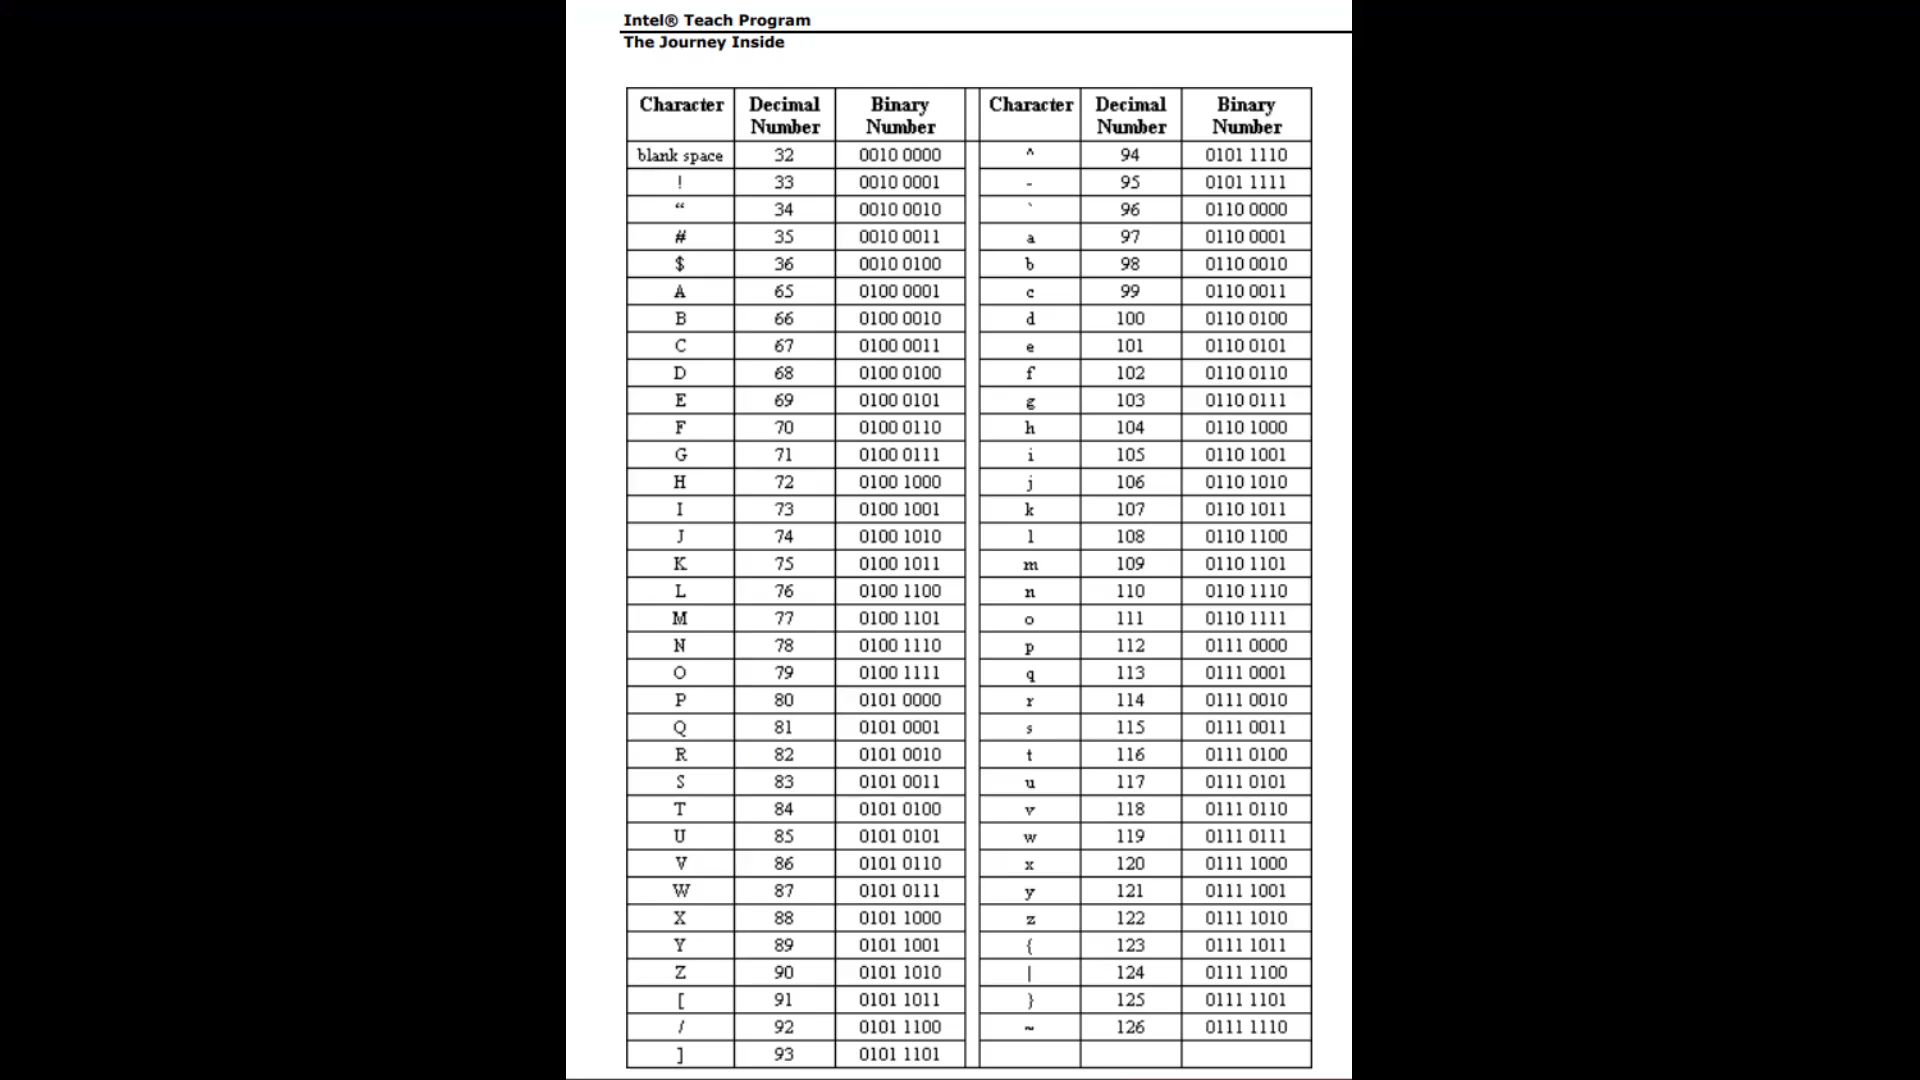 Intel® Teach Program
The Journey Inside
Character Decimal Number Binary Number Character Decimal Number Binary Number
blank space 32 0010 0000 ^ 94 0101 1110
! 33 0010 0001 - 95 0101 1111
“ 34 0010 0010 ` 96 0110 0000
# 35 0010 0011 a 97 0110 0001
$ 36 0010 0100 b 98 0110 0010
A 65 0100 0001 c 99 0110 0011
B 66 0100 0010 d 100 0110 0100
C 67 0100 0011 e 101 0110 0101
D 68 0100 0100 f 102 0110 0110
E 69 0100 0101 g 103 0110 0111
F 70 0100 0110 h 104 0110 1000
G 71 0100 0111 i 105 0110 1001
H 72 0100 1000 j 106 0110 1010
I 73 0100 1001 k 107 0110 1011
J 74 0100 1010 l 108 0110 1100
K 75 0100 1011 m 109 0110 1101
L 76 0100 1100 n 110 0110 1110
M 77 0100 1101 o 111 0110 1111
N 78 0100 1110 p 112 0111 0000
O 79 0100 1111 q 113 0111 0001
P 80 0101 0000 r 114 0111 0010
Q 81 0101 0001 s 115 0111 0011
R 82 0101 0010 t 116 0111 0100
S 83 0101 0011 u 117 0111 0101
T 84 0101 0100 v 118 0111 0110
U 85 0101 0101 w 119 0111 0111
V 86 0101 0110 x 120 0111 1000
W 87 0101 0111 y 121 0111 1001
X 88 0101 1000 z 122 0111 1010
Y 89 0101 1001 { 123 0111 1011
Z 90 0101 1010 | 124 0111 1100
[ 91 0101 1011 } 125 0111 1101
/ 92 0101 1100 ~ 126 0111 1110
] 93 0101 1101